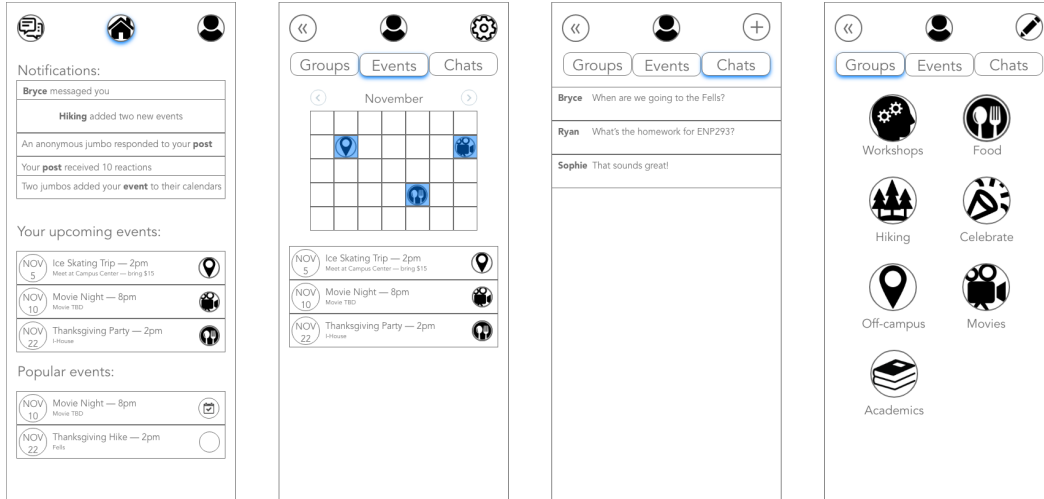 Notifications:
Bryce messaged you
Hiking added two new events
An anonymous jumbo responded to your post
Your post received 10 reactions
Two jumbos added your event to their calendars
Your upcoming events:
NOV
5
Ice Skating Trip — 2pm
Meet at Campus Center — bring $15
NOV
10
Movie Night — 8pm
Movie TBD
NOV
22
Thanksgiving Party — 2pm
I-House
Popular events:
NOV
10
Movie Night — 8pm
Movie TBD
NOV
22
Thanksgiving Hike — 2pm
Fells
Groups Events Chats
November
NOV
5
Ice Skating Trip — 2pm
Meet at Campus Center — bring $15
NOV
10
Movie Night — 8pm
Movie TBD
NOV
22
Thanksgiving Party — 2pm
I-House
Groups Events Chats
Bryce When are we going to the Fells?
Ryan What's the homework for ENP293?
Sophie That sounds great!
Groups Events Chats
Workshops Food
Hiking Celebrate
Off-campus Movies
Academics